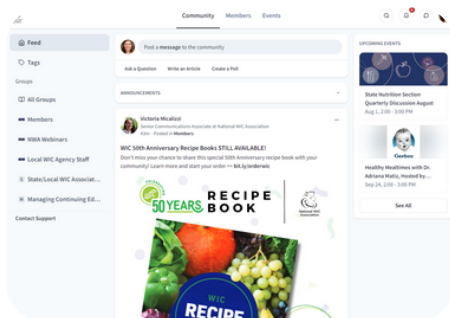 Community
Members
Events
Feed
Tags
Groups
All Groups
Members
NWA Webinars
Local WIC Agency Staff
State/Local WIC Associat...
Managing Continuing Ed...
Contact Support
Post a message to the community
Ask a Question
Write an Article
Create a Poll
ANNOUNCEMENTS
Victoria Micalizzi
Senior Communications Associate at National WIC Association
Posted in Members
WIC 50th Anniversary Recipe Books STILL AVAILABLE!
Don't miss your chance to share this special 50th Anniversary recipe book with your
community! Learn more and start your order >> bit.ly/orderwic
50 YEARS
RECIPE
BOOK
National WIC
Association
WIC
RECIPE
UPCOMING EVENTS
State Nutrition Section
Quarterly Discussion August
Aug 1, 2:00 - 3:00 PM
Gerber
Healthy Mealtimes with Dr.
Adriana Matiz, Hosted by...
Sep 24, 2:00 - 3:00 PM
See All